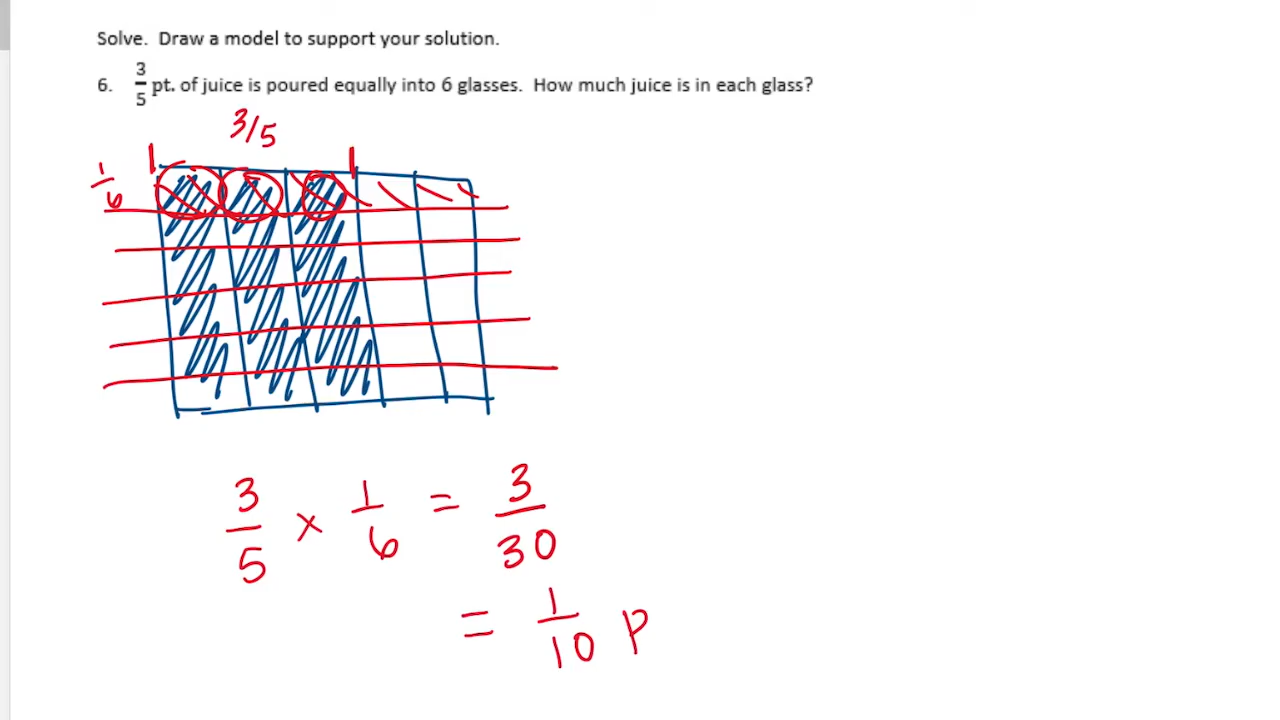 Solve. Draw a model to support your solution.
6. 3/5 pt. of juice is poured equally into 6 glasses. How much juice is in each glass?
3/5
1/6
3/5 x 1/6 = 3/30
= 1/10 p